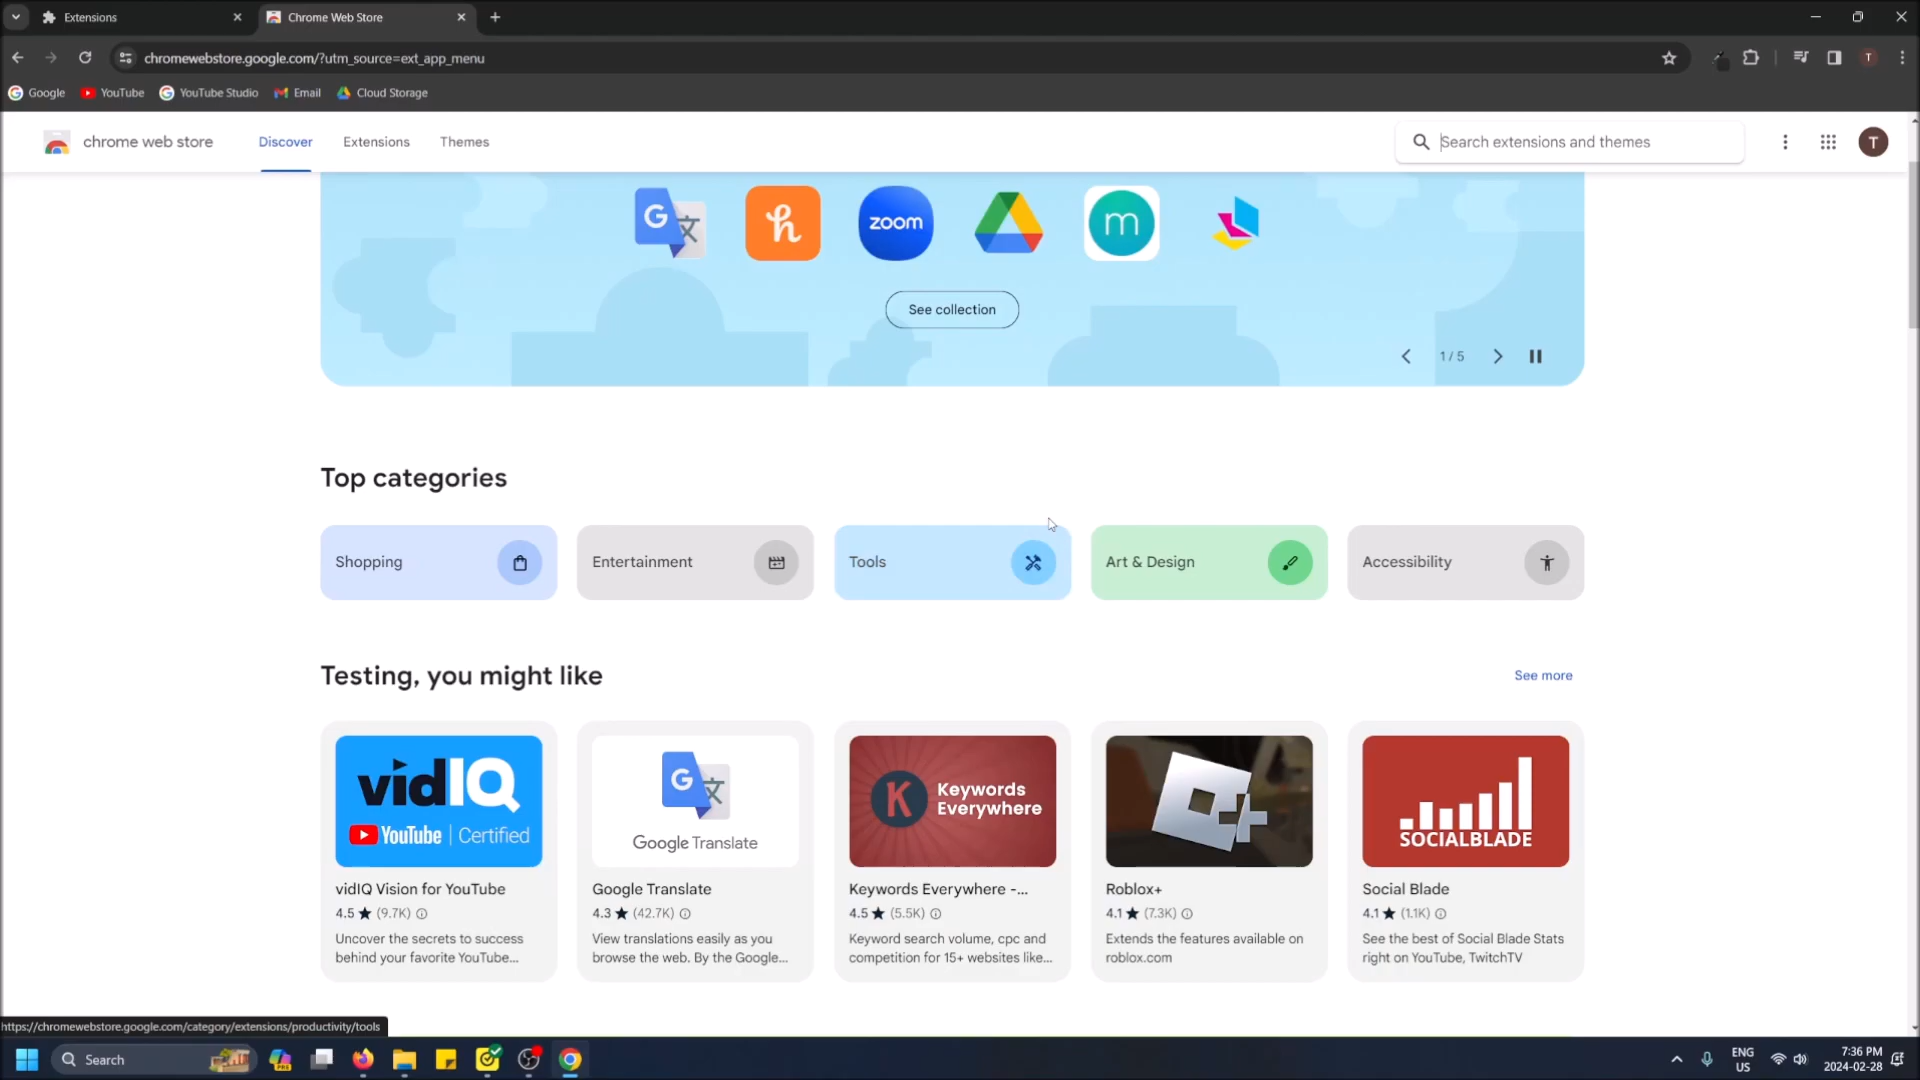 Extensions
Chrome Web Store
chromewebstore.google.com/?utm_source=ext_app_menu
T
Google
YouTube
YouTube Studio
Email
Cloud Storage
chrome web store
Discover
Extensions
Themes
Search extensions and themes
T
G
h
zoom
m
See collection
1 / 5
Top categories
Shopping
Entertainment
Tools
Art & Design
Accessibility
Testing, you might like
See more
vidIQ
YouTube | Certified
vidIQ Vision for YouTube
4.5 ★ (9.7K)
Uncover the secrets to success
behind your favorite YouTube...
G 文
Google Translate
Google Translate
4.3 ★ (42.7K)
View translations easily as you
browse the web. By the Google...
K
Keywords
Everywhere
Keywords Everywhere -...
4.5 ★ (5.5K)
Keyword search volume, cpc and
competition for 15+ websites like...
Roblox+
4.1 ★ (7.3K)
Extends the features available on
roblox.com
SOCIALBLADE
Social Blade
4.1 ★ (1.1K)
See the best of Social Blade Stats
right on YouTube, TwitchTV
https://chromewebstore.google.com/category/extensions/productivity/tools
Search
PRE
ENG
US
7:36 PM
2024-02-28